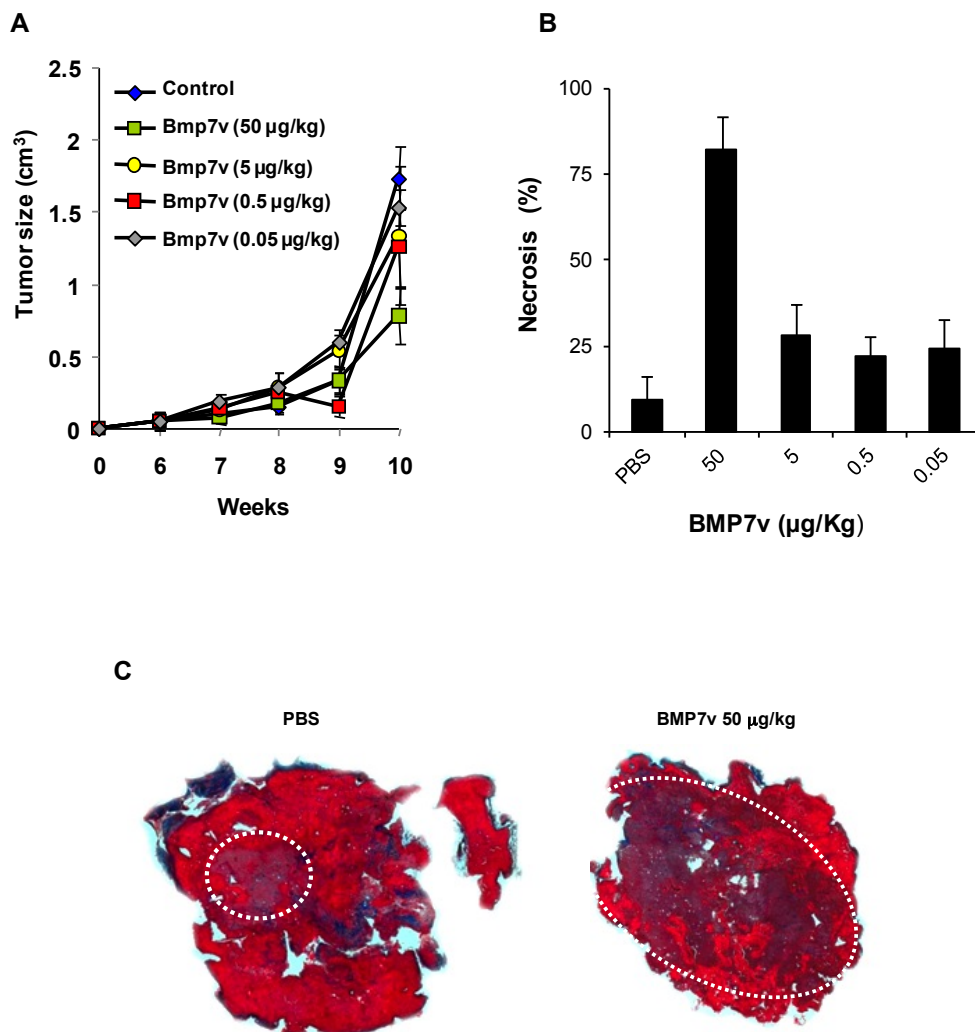 A
Tumor size (cm³)
2.5
2
1.5
1
0.5
0
Control
Bmp7v (50 µg/kg)
Bmp7v (5 µg/kg)
Bmp7v (0.5 µg/kg)
Bmp7v (0.05 µg/kg)
0 6 7 8 9 10
Weeks
B
Necrosis (%)
100
75
50
25
0
PBS 50 5 0.5 0.05
BMP7v (µg/Kg)
C
PBS
BMP7v 50 µg/kg